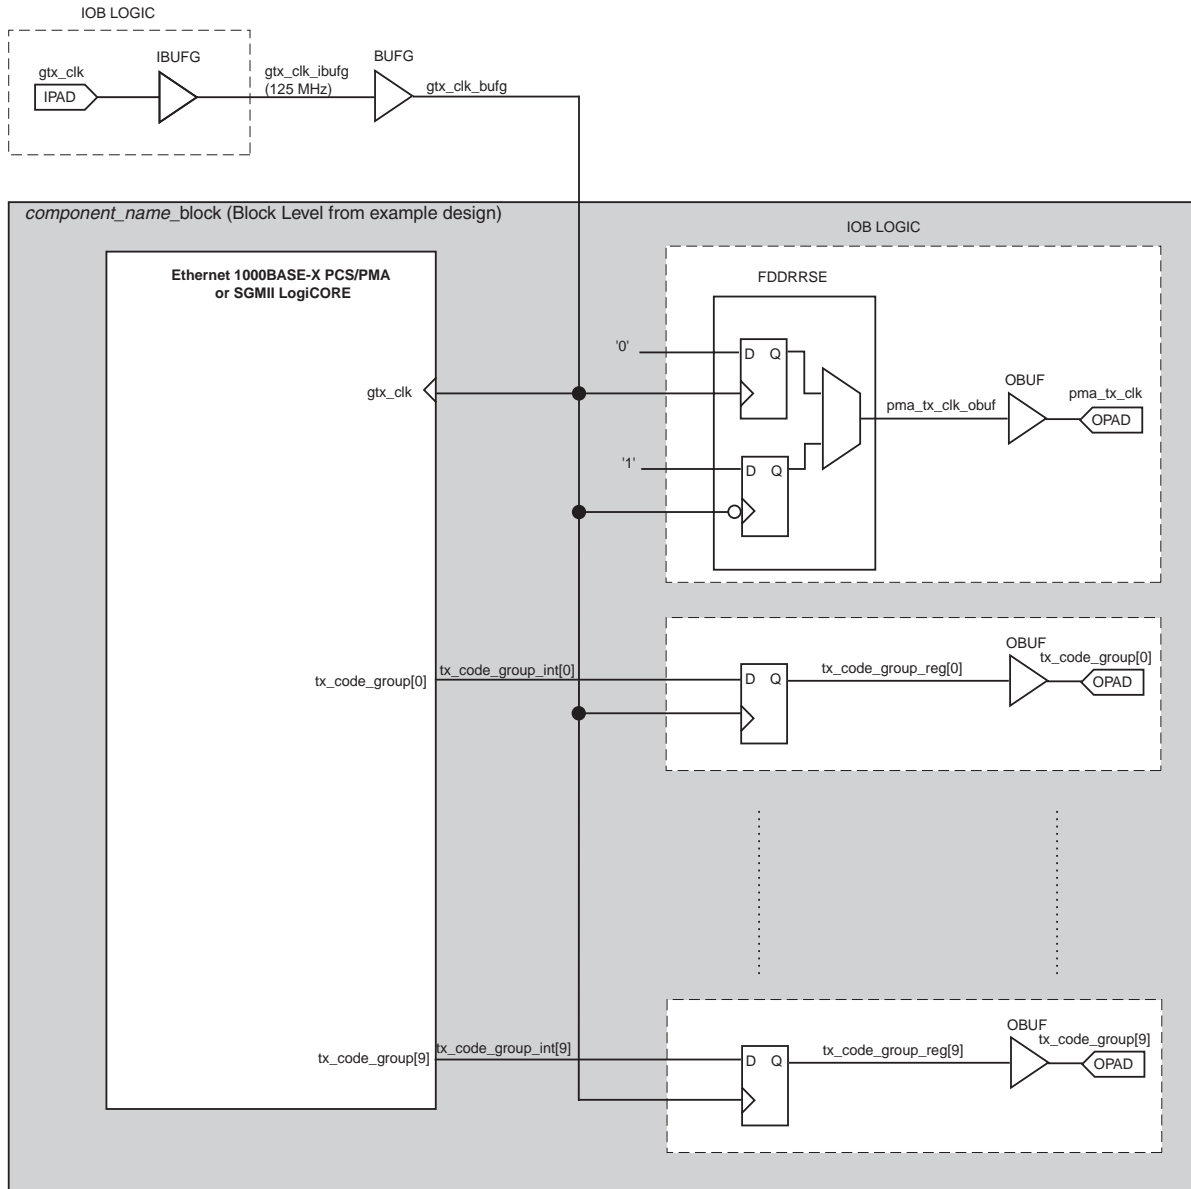 IOB LOGIC
IBUFG
BUFG
gtx_clk
gtx_clk_ibufg
(125 MHz)
gtx_clk_bufg
IPAD
component_name_block (Block Level from example design)
IOB LOGIC
Ethernet 1000BASE-X PCS/PMA
or SGMII LogiCORE
FDDRRSE
'0'
D Q
gtx_clk
OBUF
pma_tx_clk_obuf
pma_tx_clk
OPAD
'1'
D Q
OBUF
tx_code_group[0]
tx_code_group_int[0]
D Q
tx_code_group_reg[0]
tx_code_group[0]
OPAD
OBUF
tx_code_group[9]
tx_code_group_int[9]
D Q
tx_code_group_reg[9]
tx_code_group[9]
OPAD